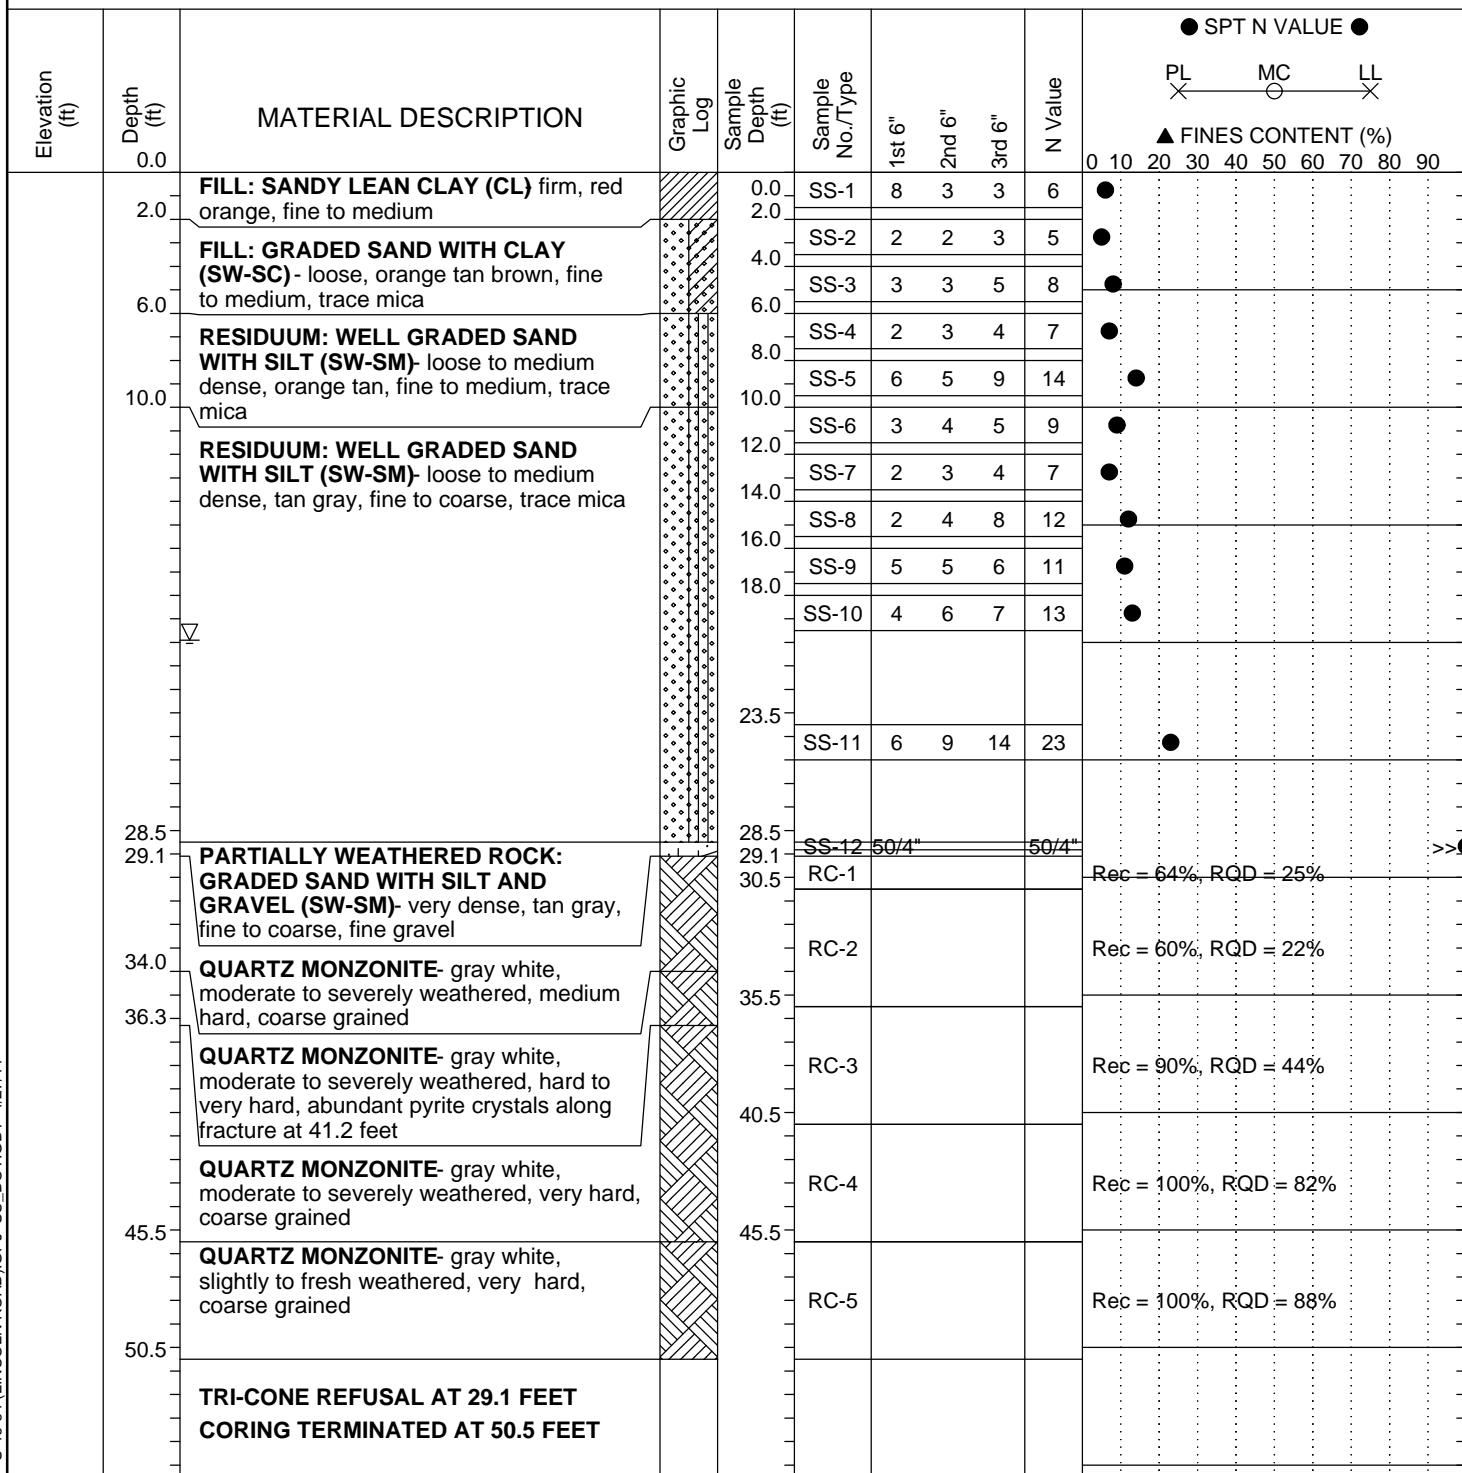 ● SPT N VALUE ●
PL MC LL
▲ FINES CONTENT (%)
0 10 20 30 40 50 60 70 80 90
Elevation (ft)
Depth (ft)
0.0
MATERIAL DESCRIPTION
Graphic Log
Sample Depth (ft)
Sample No./Type
1st 6"
2nd 6"
3rd 6"
N Value
FILL: SANDY LEAN CLAY (CL) firm, red
orange, fine to medium
2.0
FILL: GRADED SAND WITH CLAY
(SW-SC) - loose, orange tan brown, fine
to medium, trace mica
6.0
RESIDUUM: WELL GRADED SAND
WITH SILT (SW-SM)- loose to medium
dense, orange tan, fine to medium, trace
mica
10.0
RESIDUUM: WELL GRADED SAND
WITH SILT (SW-SM)- loose to medium
dense, tan gray, fine to coarse, trace mica
28.5
29.1
PARTIALLY WEATHERED ROCK:
GRADED SAND WITH SILT AND
GRAVEL (SW-SM)- very dense, tan gray,
fine to coarse, fine gravel
34.0
QUARTZ MONZONITE- gray white,
moderate to severely weathered, medium
hard, coarse grained
36.3
QUARTZ MONZONITE- gray white,
moderate to severely weathered, hard to
very hard, abundant pyrite crystals along
fracture at 41.2 feet
QUARTZ MONZONITE- gray white,
moderate to severely weathered, very hard,
coarse grained
45.5
QUARTZ MONZONITE- gray white,
slightly to fresh weathered, very hard,
coarse grained
50.5
TRI-CONE REFUSAL AT 29.1 FEET
CORING TERMINATED AT 50.5 FEET
0.0 SS-1 8 3 3 6
2.0 SS-2 2 2 3 5
4.0 SS-3 3 3 5 8
6.0 SS-4 2 3 4 7
8.0 SS-5 6 5 9 14
10.0 SS-6 3 4 5 9
12.0 SS-7 2 3 4 7
14.0 SS-8 2 4 8 12
16.0 SS-9 5 5 6 11
18.0 SS-10 4 6 7 13
23.5 SS-11 6 9 14 23
28.5 SS-12 50/4" 50/4" >>
29.1 RC-1 Rec = 64%, RQD = 25%
30.5 RC-2 Rec = 60%, RQD = 22%
35.5 RC-3 Rec = 90%, RQD = 44%
40.5 RC-4 Rec = 100%, RQD = 82%
45.5 RC-5 Rec = 100%, RQD = 88%